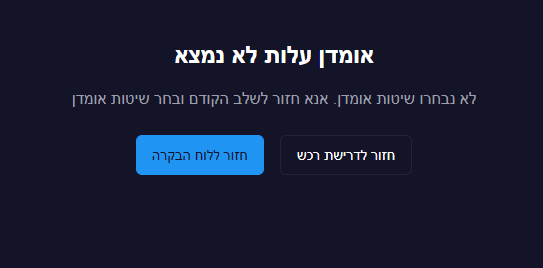 אומדן עלות לא נמצא
לא נבחרו שיטות אומדן. אנא חזור לשלב הקודם ובחר שיטות אומדן
חזור לדרישת רכש
חזור ללוח הבקרה